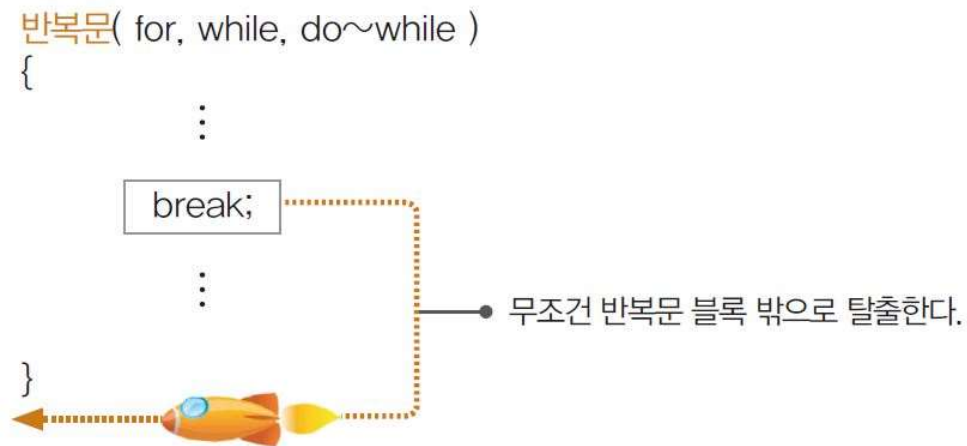 반복문( for, while, do~while )
{
⋮
break;
⋮
무조건 반복문 블록 밖으로 탈출한다.
}